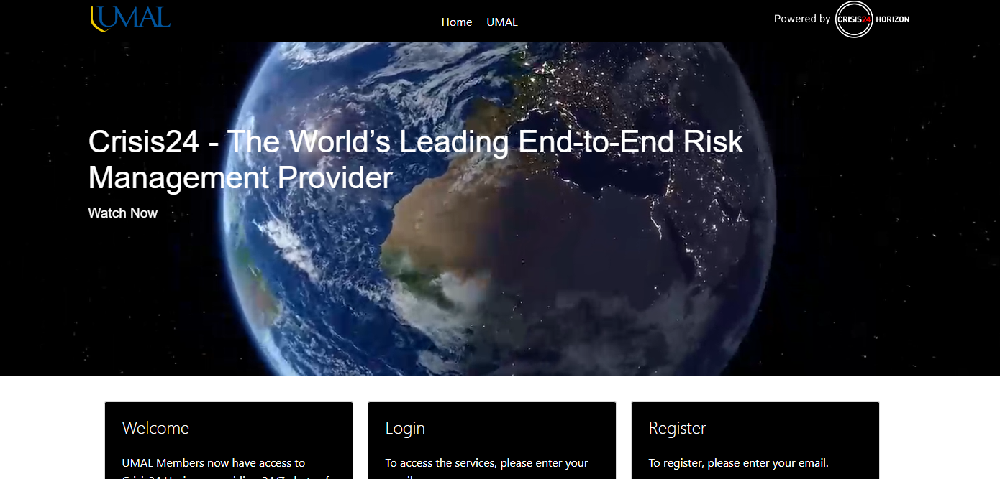 UMAL
Home UMAL
Powered by CRISIS24 HORIZON
Crisis24 - The World’s Leading End-to-End Risk
Management Provider
Watch Now
Welcome
UMAL Members now have access to
Login
To access the services, please enter your
Register
To register, please enter your email.